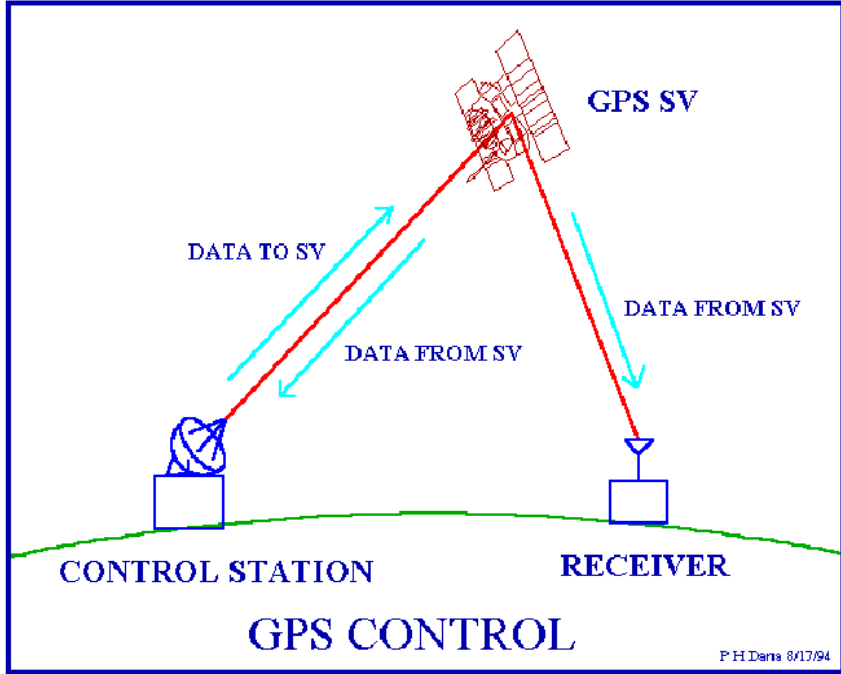 GPS SV
DATA TO SV
DATA FROM SV
DATA FROM SV
CONTROL STATION
RECEIVER
GPS CONTROL
P H Dana 8/17/94